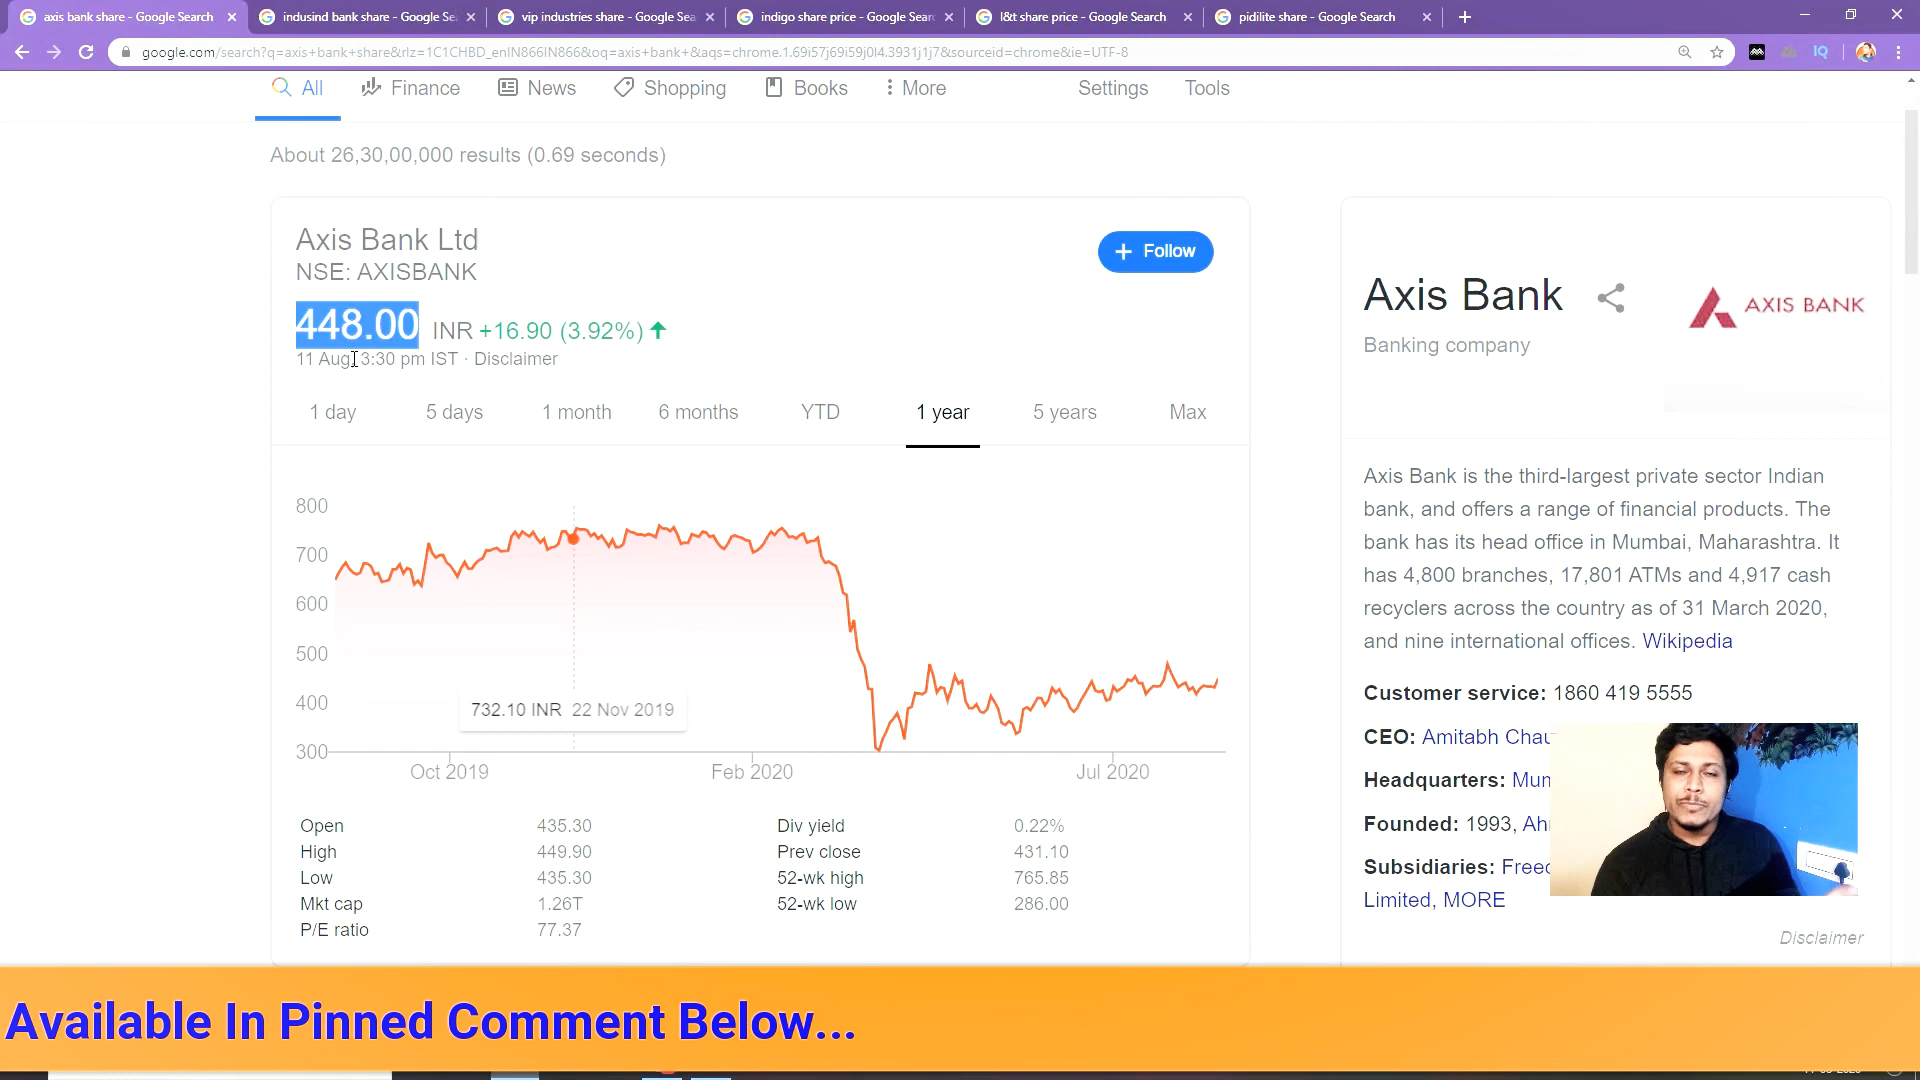 axis bank share - Google Search
indusind bank share - Google Se
vip industries share - Google Sea
indigo share price - Google Searc
l&t share price - Google Search
pidilite share - Google Search
google.com/search?q=axis+bank+share&rlz=1C1CHBD_enIN866IN866&oq=axis+bank+&aqs=chrome.1.69i57j69i59j0l4.3931j1j7&sourceid=chrome&ie=UTF-8
IQ
All
Finance
News
Shopping
Books
More
Settings
Tools
About 26,30,00,000 results (0.69 seconds)
Axis Bank Ltd
NSE: AXISBANK
Follow
448.00 INR +16.90 (3.92%)
11 Aug, 3:30 pm IST · Disclaimer
1 day
5 days
1 month
6 months
YTD
1 year
5 years
Max
800
700
600
500
400
300
732.10 INR 22 Nov 2019
Oct 2019
Feb 2020
Jul 2020
Open 435.30
High 449.90
Low 435.30
Mkt cap 1.26T
P/E ratio 77.37
Div yield 0.22%
Prev close 431.10
52-wk high 765.85
52-wk low 286.00
Axis Bank
AXIS BANK
Banking company
Axis Bank is the third-largest private sector Indian
bank, and offers a range of financial products. The
bank has its head office in Mumbai, Maharashtra. It
has 4,800 branches, 17,801 ATMs and 4,917 cash
recyclers across the country as of 31 March 2020,
and nine international offices. Wikipedia
Customer service: 1860 419 5555
CEO: Amitabh Chau
Headquarters: Mum
Founded: 1993, Ah
Subsidiaries: Freec
Limited, MORE
Disclaimer
Available In Pinned Comment Below...